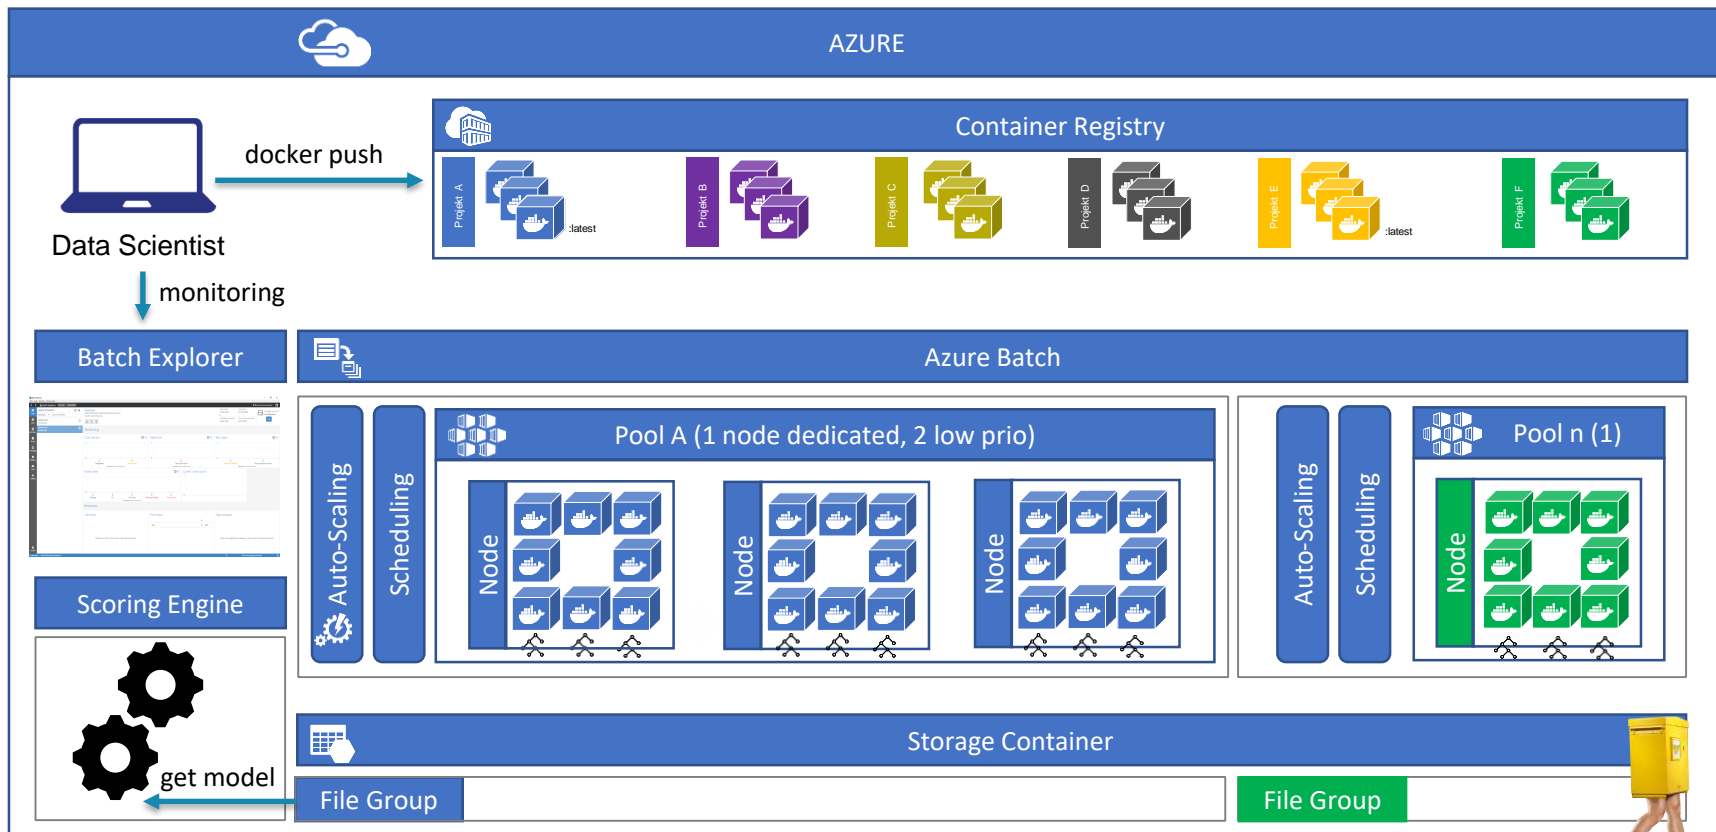 AZURE
Container Registry
docker push
Projekt A
:latest
Projekt B
Projekt C
Projekt D
Projekt E
:latest
Projekt F
Data Scientist
monitoring
Batch Explorer
Azure Batch
Auto-Scaling
Scheduling
Pool A (1 node dedicated, 2 low prio)
Node
Node
Node
Auto-Scaling
Scheduling
Pool n (1)
Node
Scoring Engine
Storage Container
get model
File Group
File Group